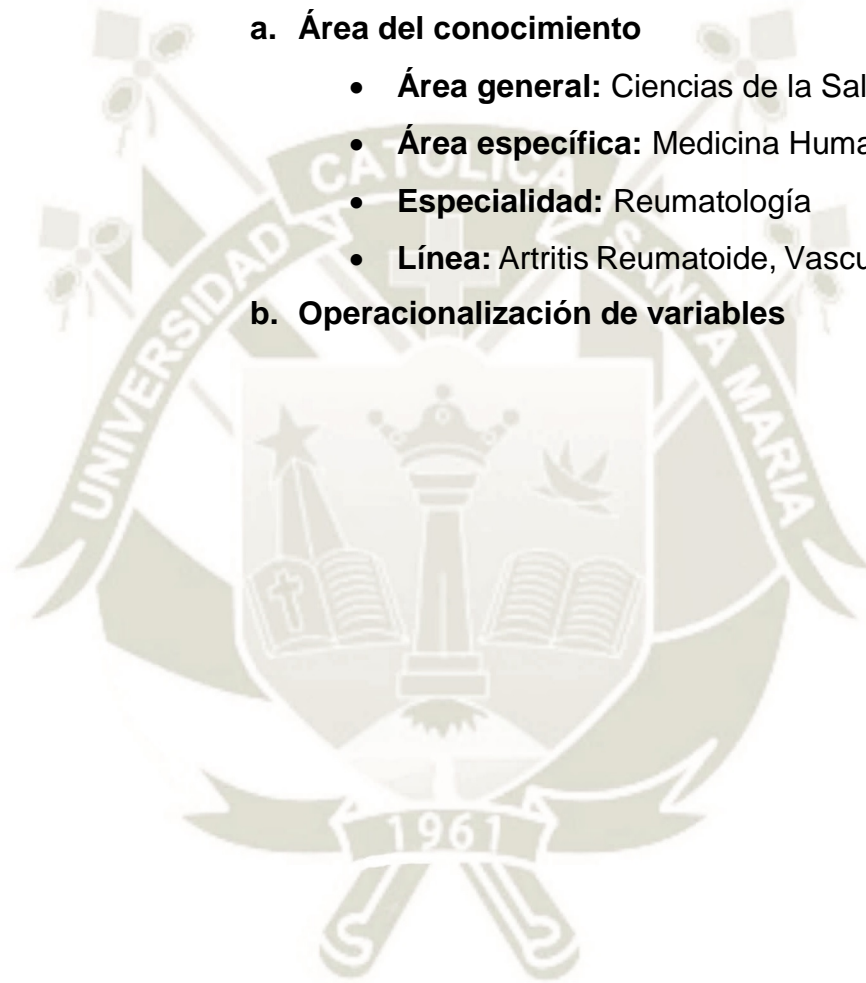 a. Área del conocimiento
• Área general: Ciencias de la Sal
• Área específica: Medicina Huma
• Especialidad: Reumatología
• Línea: Artritis Reumatoide, Vascu
b. Operacionalización de variables
UNIVERSIDAD CATOLICA SANTA MARIA
1961